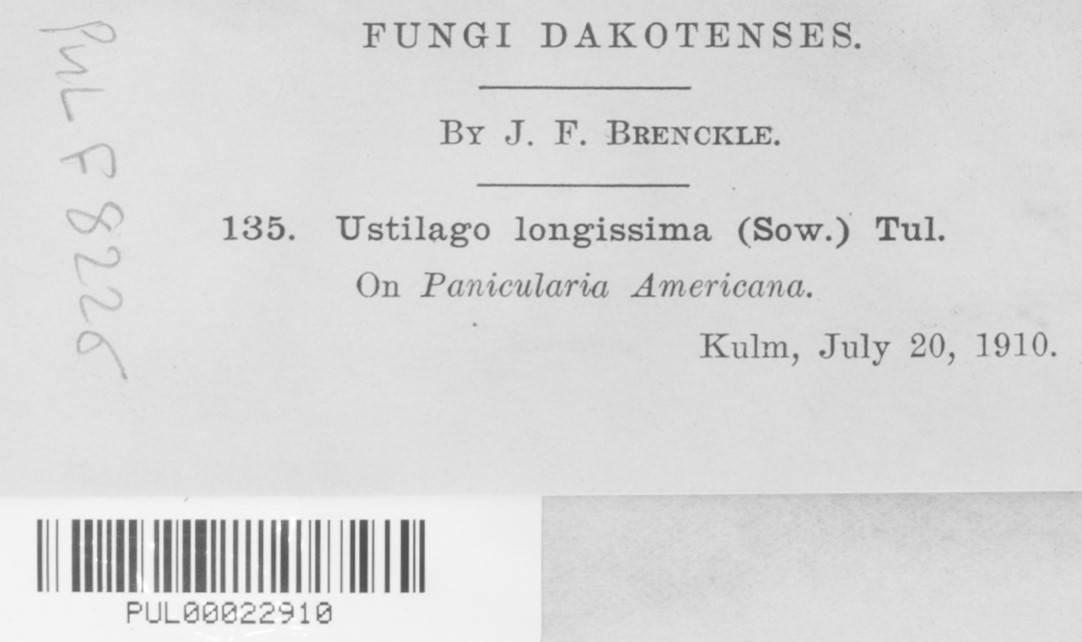 FUNGI DAKOTENSES.
BY J. F. BRENCKLE.
135. Ustilago longissima (Sow.) Tul.
On Panicularia Americana.
Kulm, July 20, 1910.
PUL F8226
PUL00022910